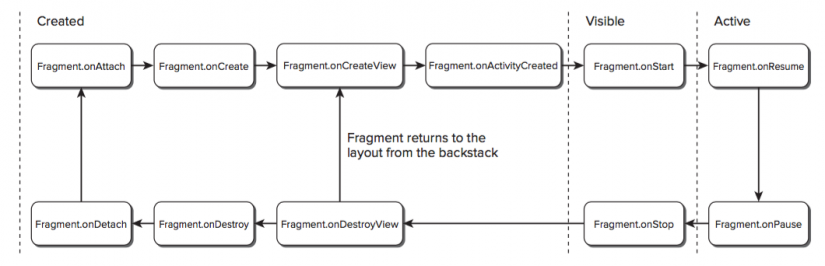 Created
Visible
Active
Fragment.onAttach
Fragment.onCreate
Fragment.onCreateView
Fragment.onActivityCreated
Fragment.onStart
Fragment.onResume
Fragment returns to the
layout from the backstack
Fragment.onDetach
Fragment.onDestroy
Fragment.onDestroyView
Fragment.onStop
Fragment.onPause